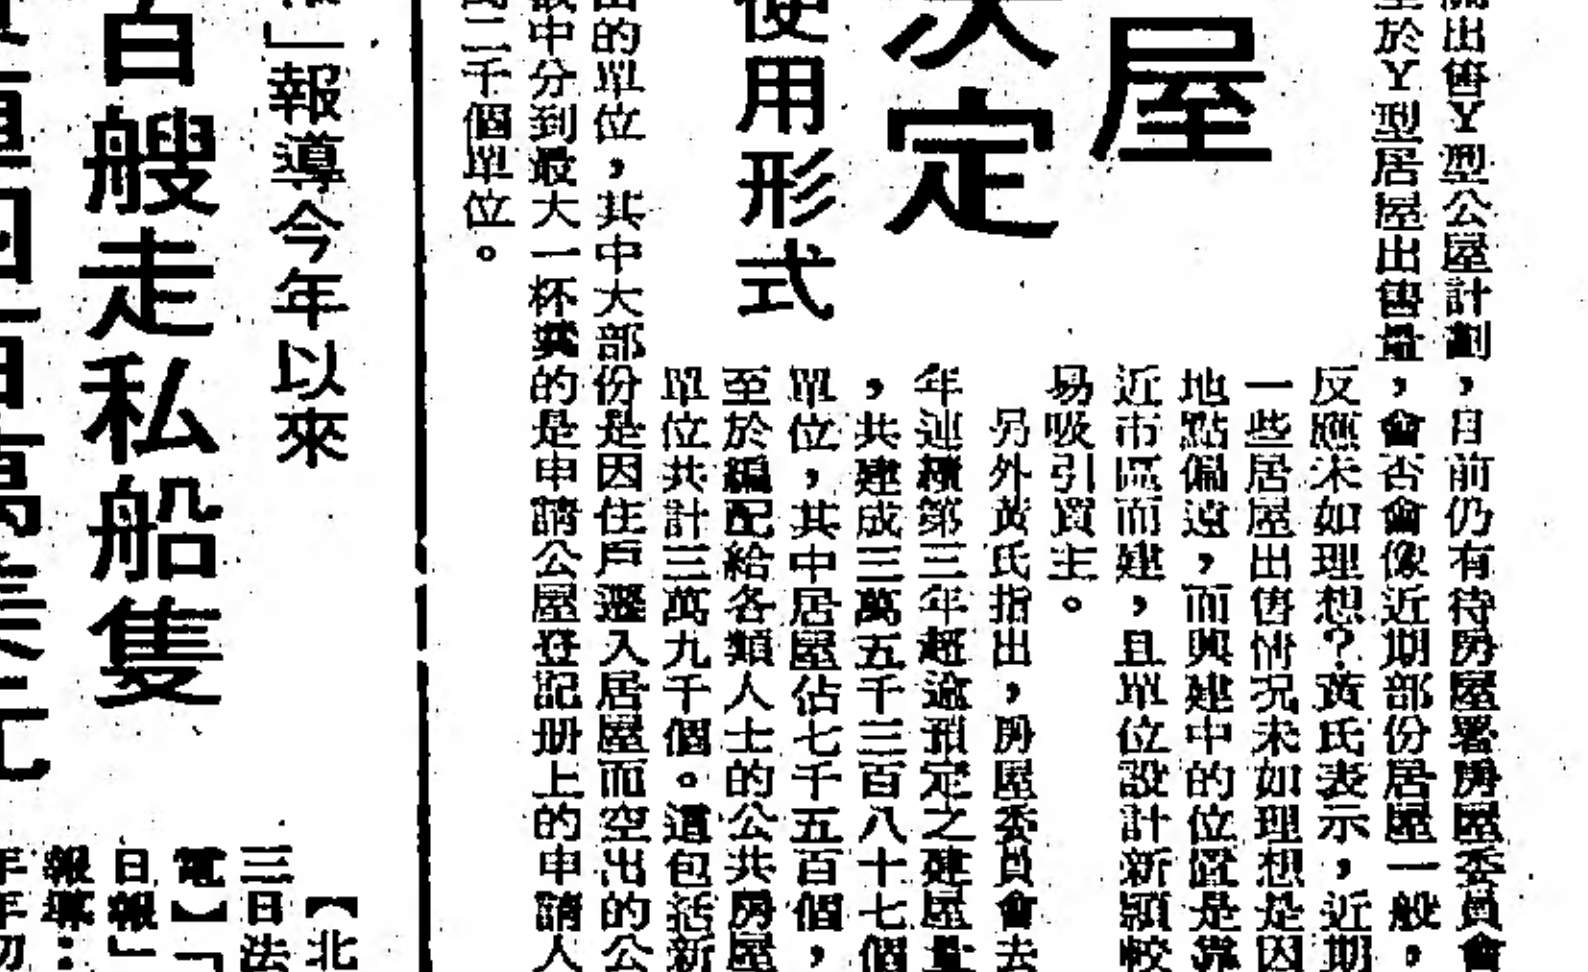 屋
決定
使用形式
開出售Y型公屋計劃，目前仍有待房屋署房屋委員會
至於Y型居屋出售量，會否會像近期部份居屋一般，
反應未如理想？黃氏表示，近期
一些居屋出售情況未如理想是因
地點偏遠，而興建中的位置是靠
近市區而建，且單位設計新穎較
易吸引買主。
另外黃氏指出，房屋委員會去
年連續第三年超逾預定之建屋量
，共建成三萬五千三百八十七個
單位，其中居屋佔七千五百個，
至於編配給各類人士的公共房屋
單位共計三萬九千個。這包括新
出的單位，其中大部份是因住戶遷入居屋而空出的公
中分到最大一杯羹的是申請公屋登記册上的申請人
萬二千個單位。
」報導今年以來
百艘走私船隻
【北
三日法
電】「
日報」
報導：
年年初